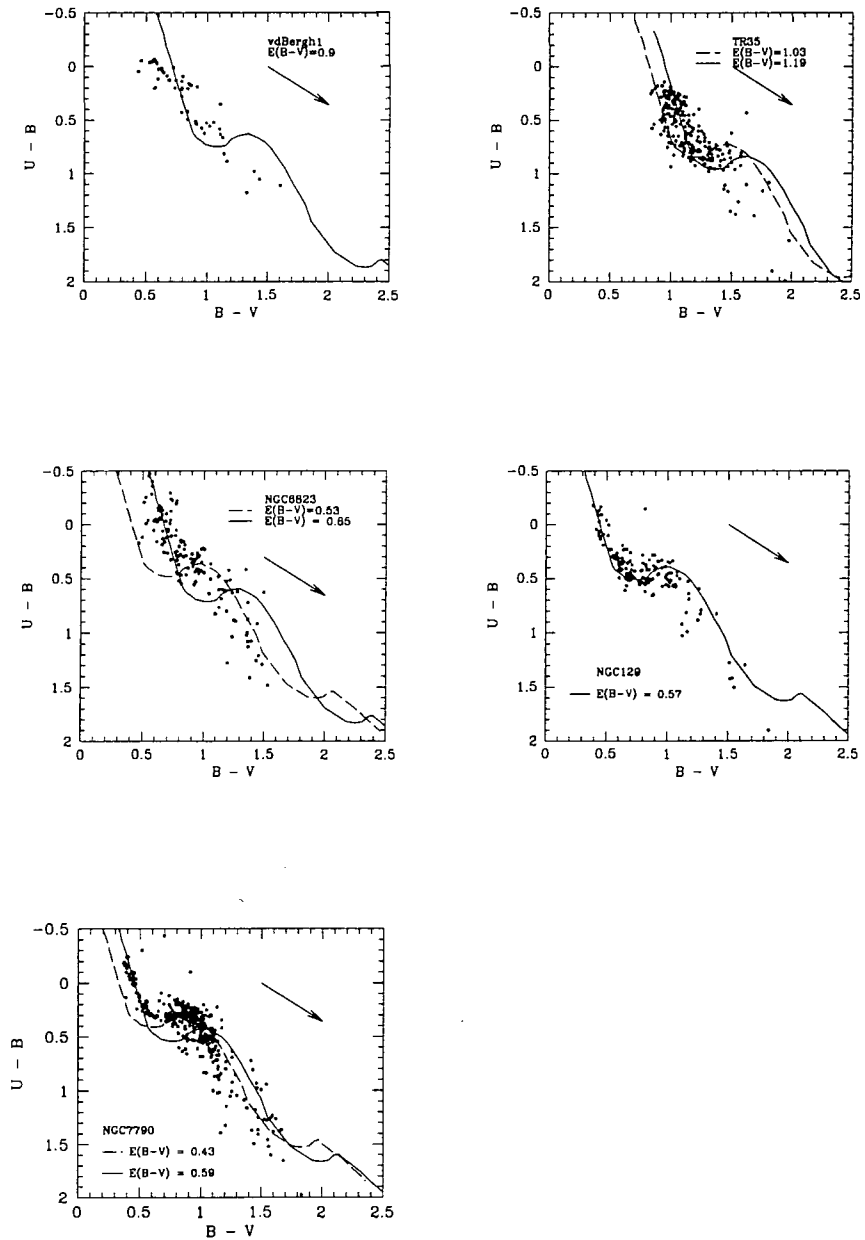 vdBergh1
E(B-V)=0.9
-0.5
0
0.5
1
1.5
2
U - B
0 0.5 1 1.5 2 2.5
B - V
TR35
E(B-V)=1.03
E(B-V)=1.19
-0.5
0
0.5
1
1.5
2
U - B
0 0.5 1 1.5 2 2.5
B - V
NGC6823
E(B-V)=0.53
E(B-V) = 0.85
-0.5
0
0.5
1
1.5
2
U - B
0 0.5 1 1.5 2 2.5
B - V
-0.5
0
0.5
1
1.5
2
U - B
NGC129
E(B-V) = 0.57
0 0.5 1 1.5 2 2.5
B - V
-0.5
0
0.5
1
1.5
2
U - B
NGC7790
E(B-V) = 0.43
E(B-V) = 0.59
0 0.5 1 1.5 2 2.5
B - V